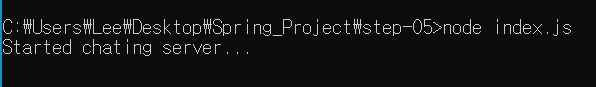 C:₩Users₩Lee₩Desktop₩Spring_Project₩step-05>node index.js
Started chating server...